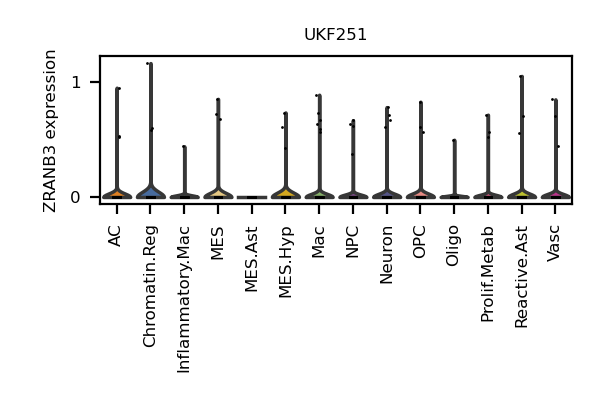 UKF251
ZRANB3 expression
1
0
AC
Chromatin.Reg
Inflammatory.Mac
MES
MES.Ast
MES.Hyp
Mac
NPC
Neuron
OPC
Oligo
Prolif.Metab
Reactive.Ast
Vasc